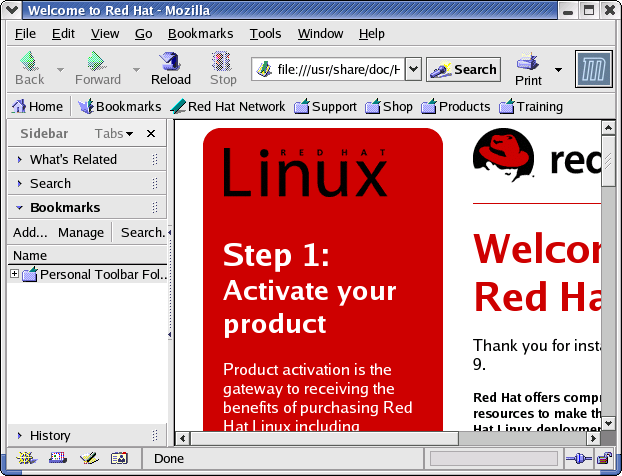 Welcome to Red Hat - Mozilla
File Edit View Go Bookmarks Tools Window Help
Back Forward Reload Stop file:///usr/share/doc/H Search Print
Home Bookmarks Red Hat Network Support Shop Products Training
Sidebar Tabs
What's Related
Search
Bookmarks
Add... Manage Search.
Name
Personal Toolbar Fol..
History
RED HAT
Linux
Step 1:
Activate your
product
Product activation is the
gateway to receiving the
benefits of purchasing Red
Hat Linux including
red
Welcom
Red Ha
Thank you for insta
9.
Red Hat offers compr
resources to make th
Hat Linux deploymen
Done